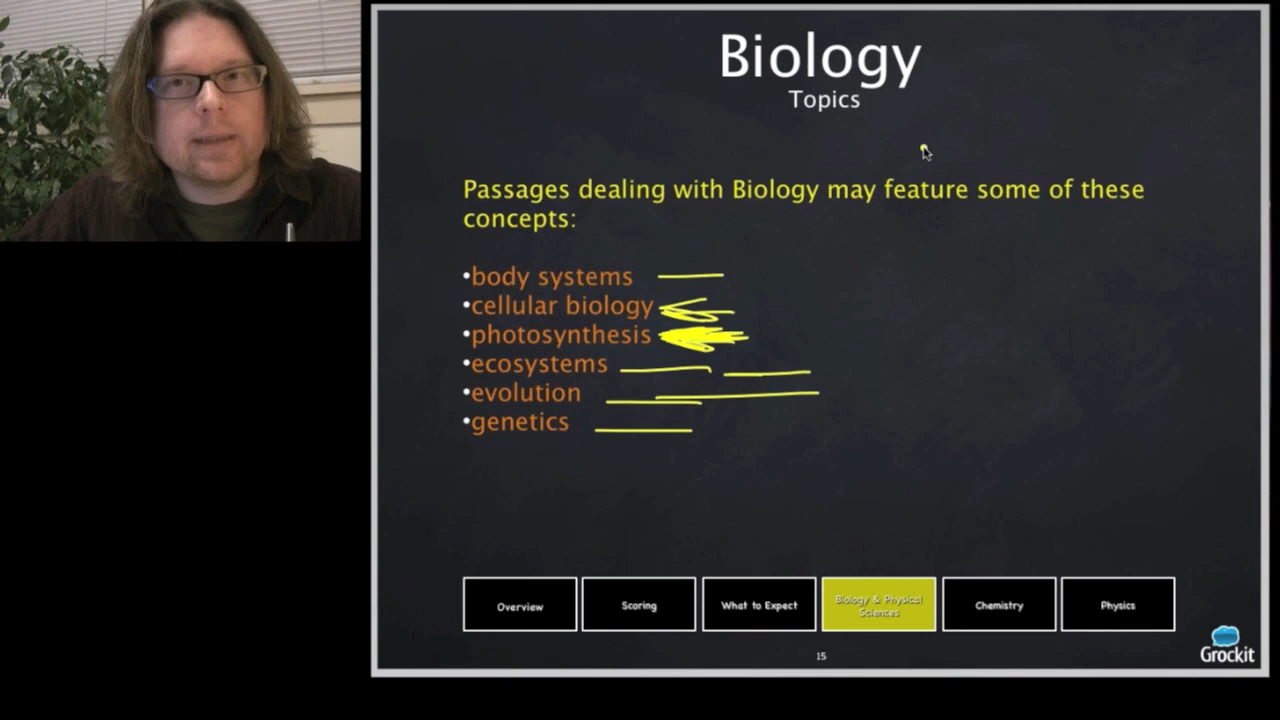 Biology
Topics
Passages dealing with Biology may feature some of these
concepts:
•body systems
•cellular biology
•photosynthesis
•ecosystems
•evolution
•genetics
Overview
Scoring
What to Expect
Biology & Physical
Sciences
Chemistry
Physics
15
Grockit